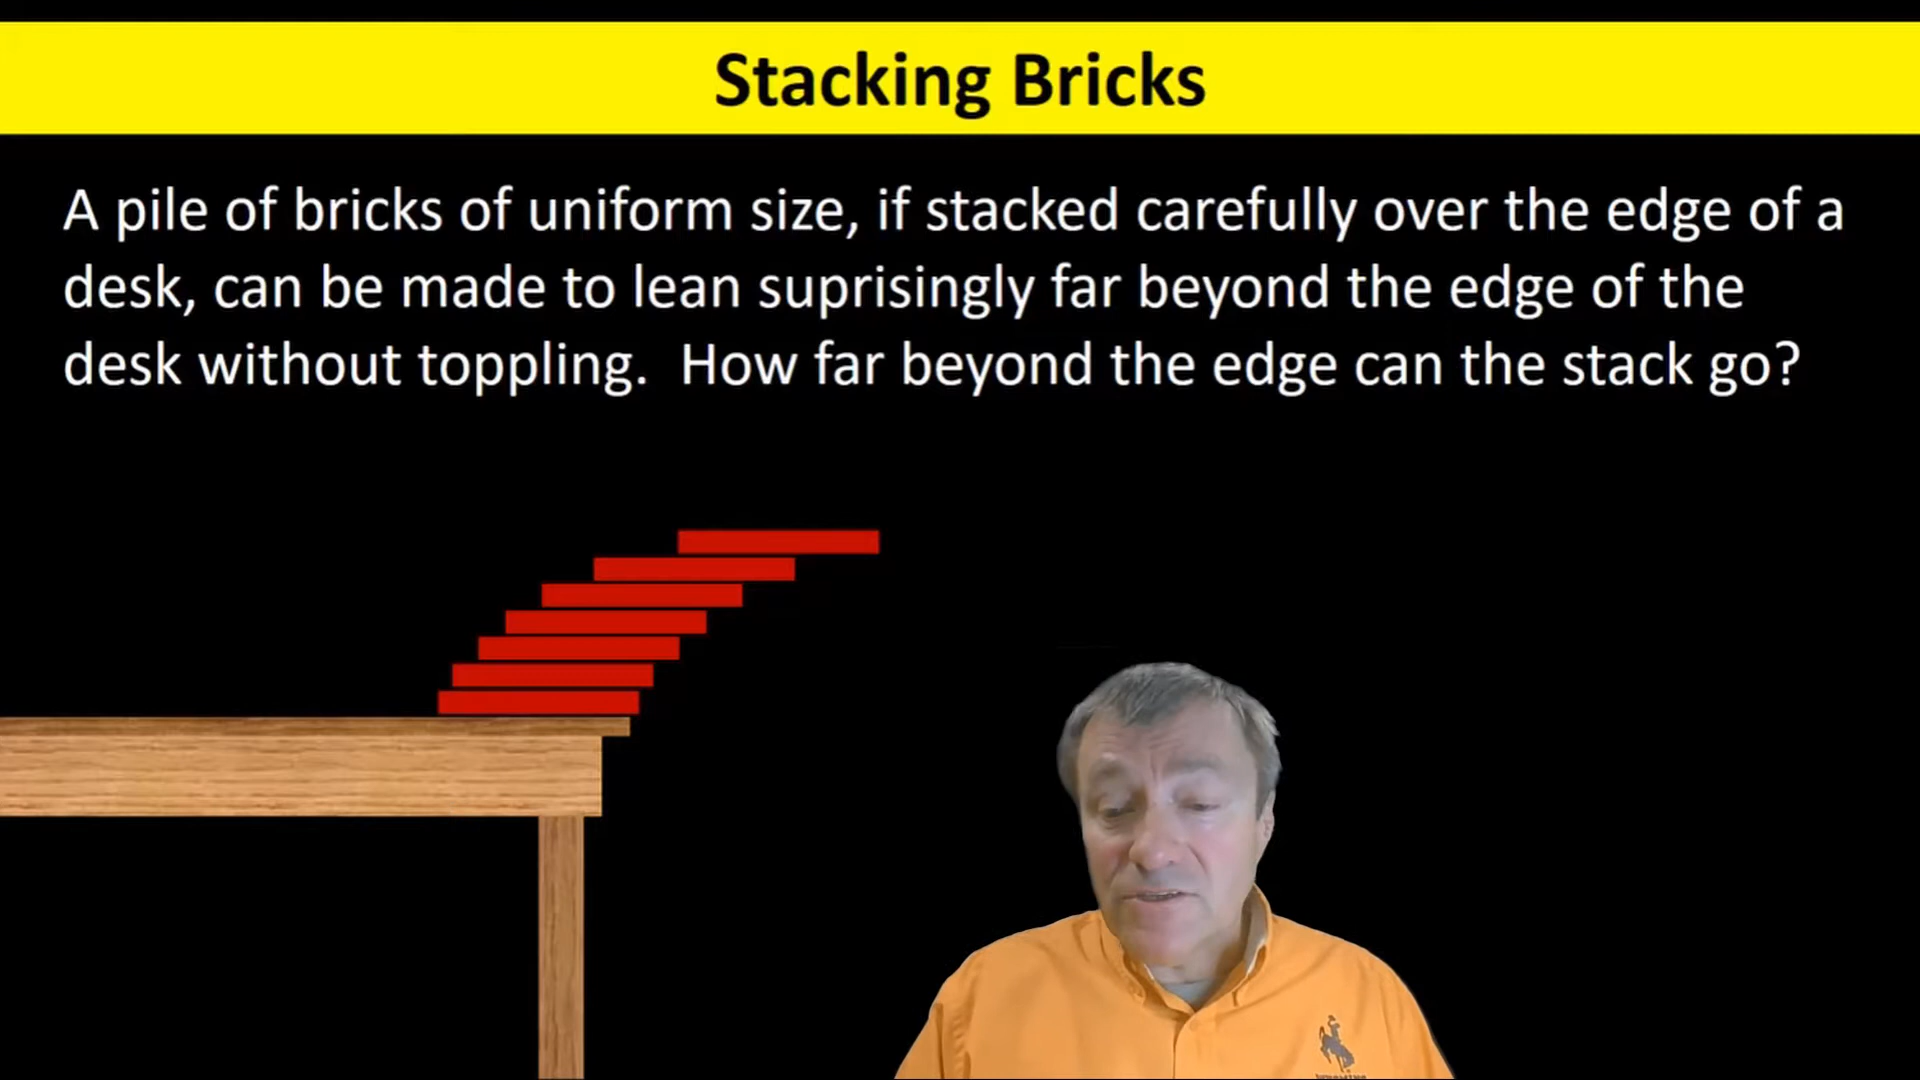 Stacking Bricks
A pile of bricks of uniform size, if stacked carefully over the edge of a
desk, can be made to lean suprisingly far beyond the edge of the
desk without toppling.  How far beyond the edge can the stack go?